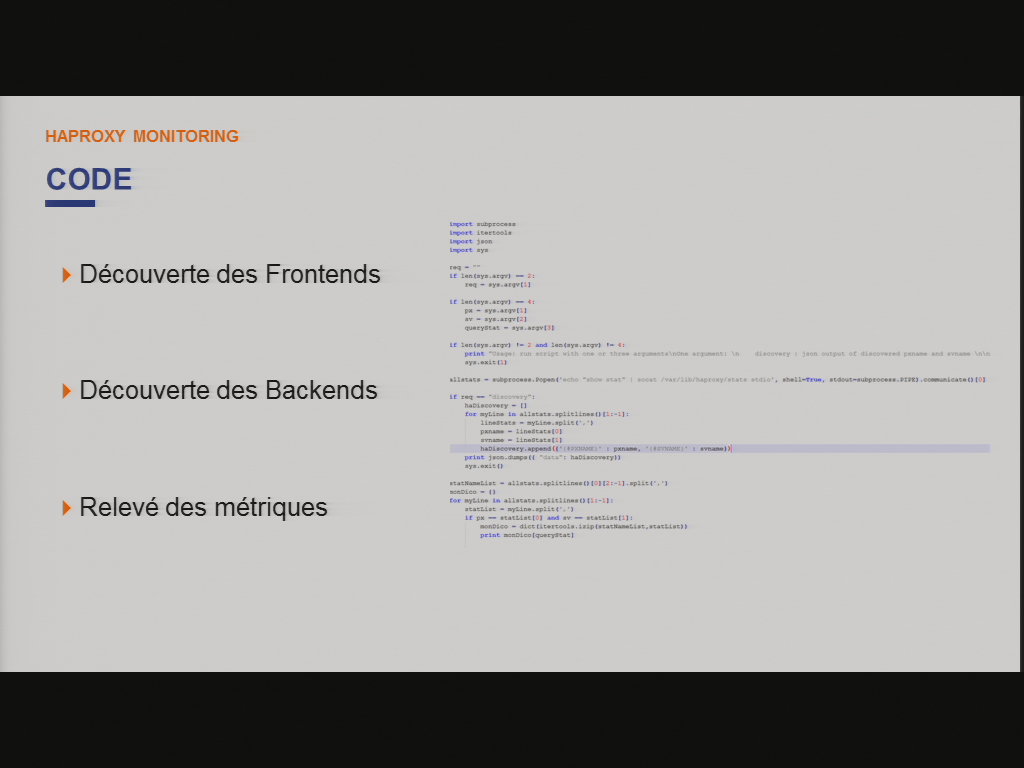 HAPROXY MONITORING
CODE
Découverte des Frontends
Découverte des Backends
Relevé des métriques
import subprocess
import itertools
import json
import sys
req = ""
if len(sys.argv) == 2:
req = sys.argv[1]
if len(sys.argv) == 4:
px = sys.argv[1]
sv = sys.argv[2]
queryStat = sys.argv[3]
if len(sys.argv) != 2 and len(sys.argv) != 4:
print "Usage: run script with one or three arguments\nOne argument: \n    discovery : json output of discovered pxname and svname \n\n
sys.exit(1)
allstats = subprocess.Popen('echo "show stat" | socat /var/lib/haproxy/stats stdio', shell=True, stdout=subprocess.PIPE).communicate()[0]
if req == "discovery":
haDiscovery = []
for myLine in allstats.splitlines()[1:-1]:
lineStats = myLine.split(',')
pxname = lineStats[0]
svname = lineStats[1]
haDiscovery.append({'{#PXNAME}' : pxname, '{#SVNAME}' : svname})
print json.dumps({ "data": haDiscovery})
sys.exit()
statNameList = allstats.splitlines()[0][2:-1].split(',')
monDico = {}
for myLine in allstats.splitlines()[1:-1]:
statList = myLine.split(',')
if px == statList[0] and sv == statList[1]:
monDico = dict(itertools.izip(statNameList,statList))
print monDico[queryStat]